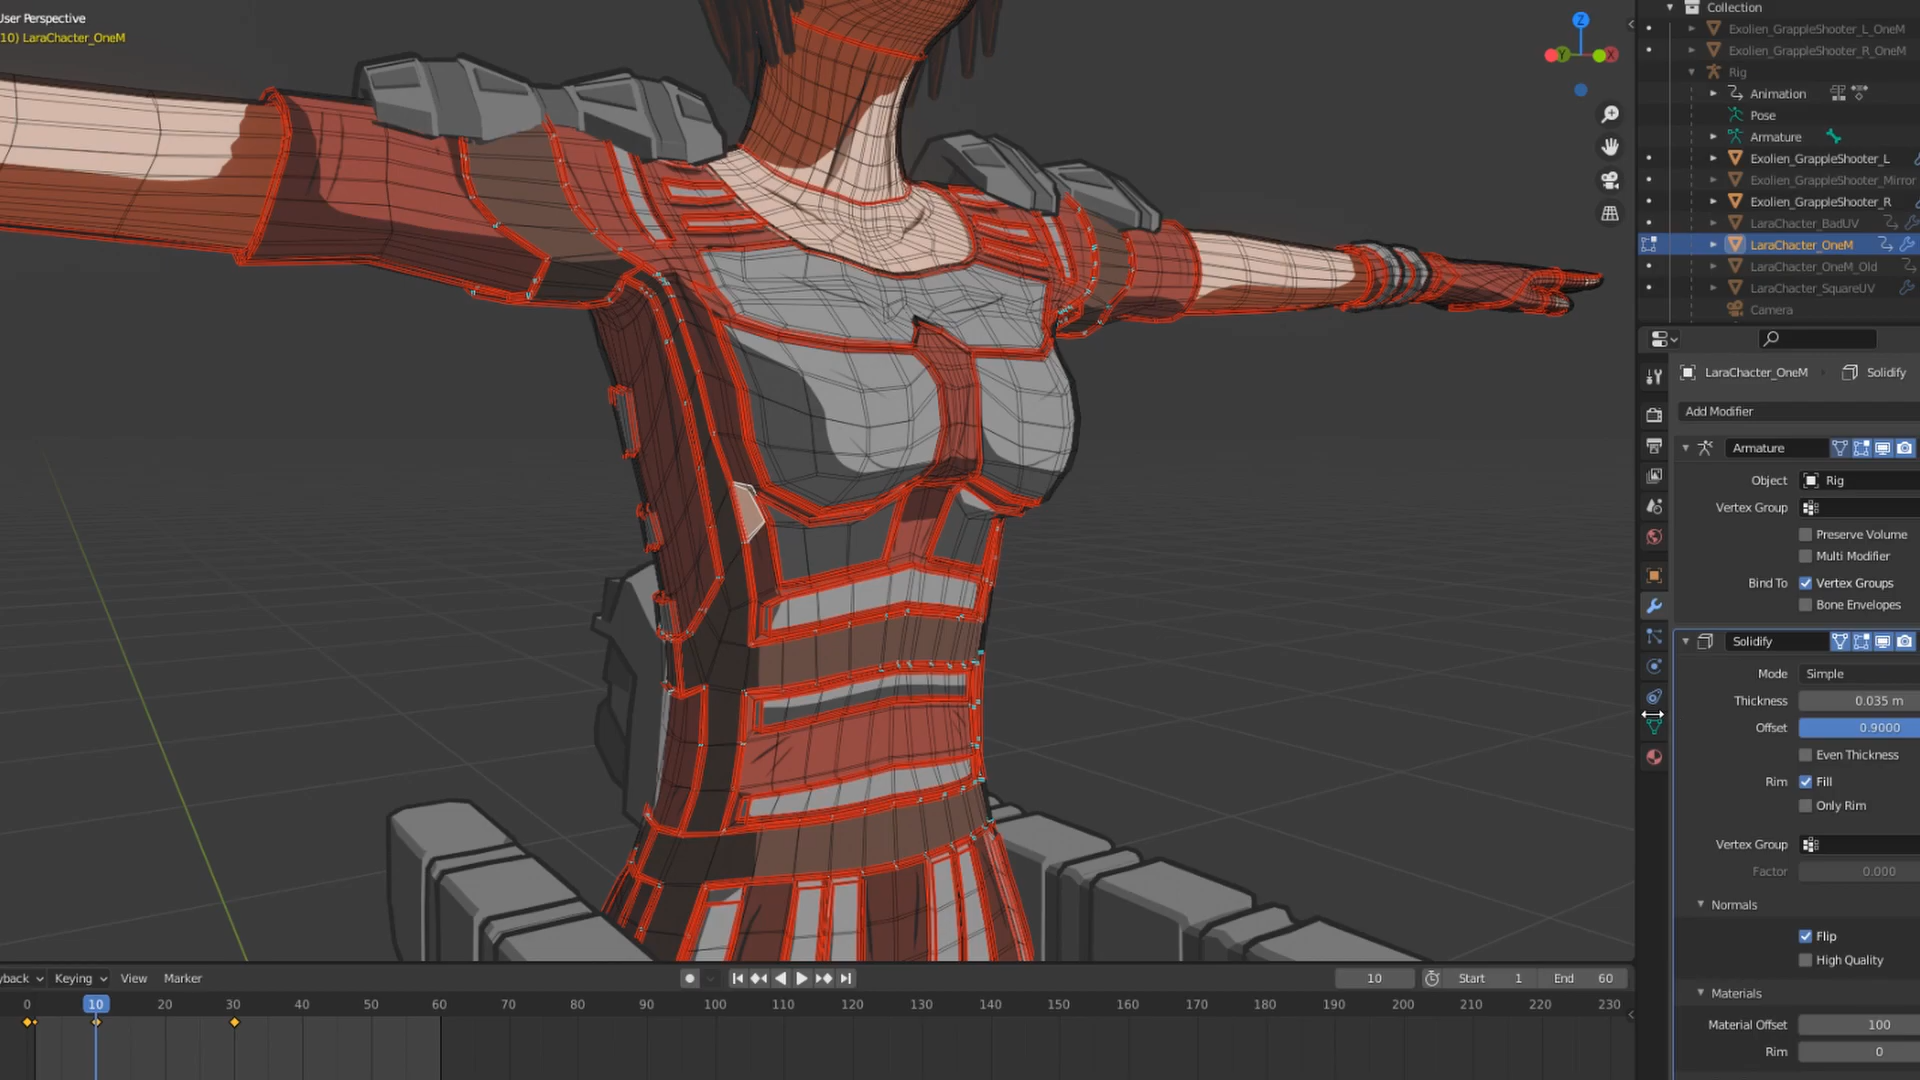 User Perspective
10) LaraChacter_OneM
Z
Y
X
Collection
Exolien_GrappleShooter_L_OneM
Exolien_GrappleShooter_R_OneM
Rig
Animation
Pose
Armature
Exolien_GrappleShooter_L
Exolien_GrappleShooter_Mirror
Exolien_GrappleShooter_R
LaraChacter_BadUV
LaraChacter_OneM
LaraChacter_OneM_Old
LaraChacter_SquareUV
Camera
LaraChacter_OneM Solidify
Add Modifier
Armature
Object Rig
Vertex Group
Preserve Volume
Multi Modifier
Bind To Vertex Groups
Bone Envelopes
Solidify
Mode Simple
Thickness 0.035 m
Offset 0.9000
Even Thickness
Rim Fill
Only Rim
Vertex Group
Factor 0.000
Normals
Flip
High Quality
Materials
Material Offset 100
Rim 0
yback Keying View Marker 10 Start 1 End 60
0 10 20 30 40 50 60 70 80 90 100 110 120 130 140 150 160 170 180 190 200 210 220 230